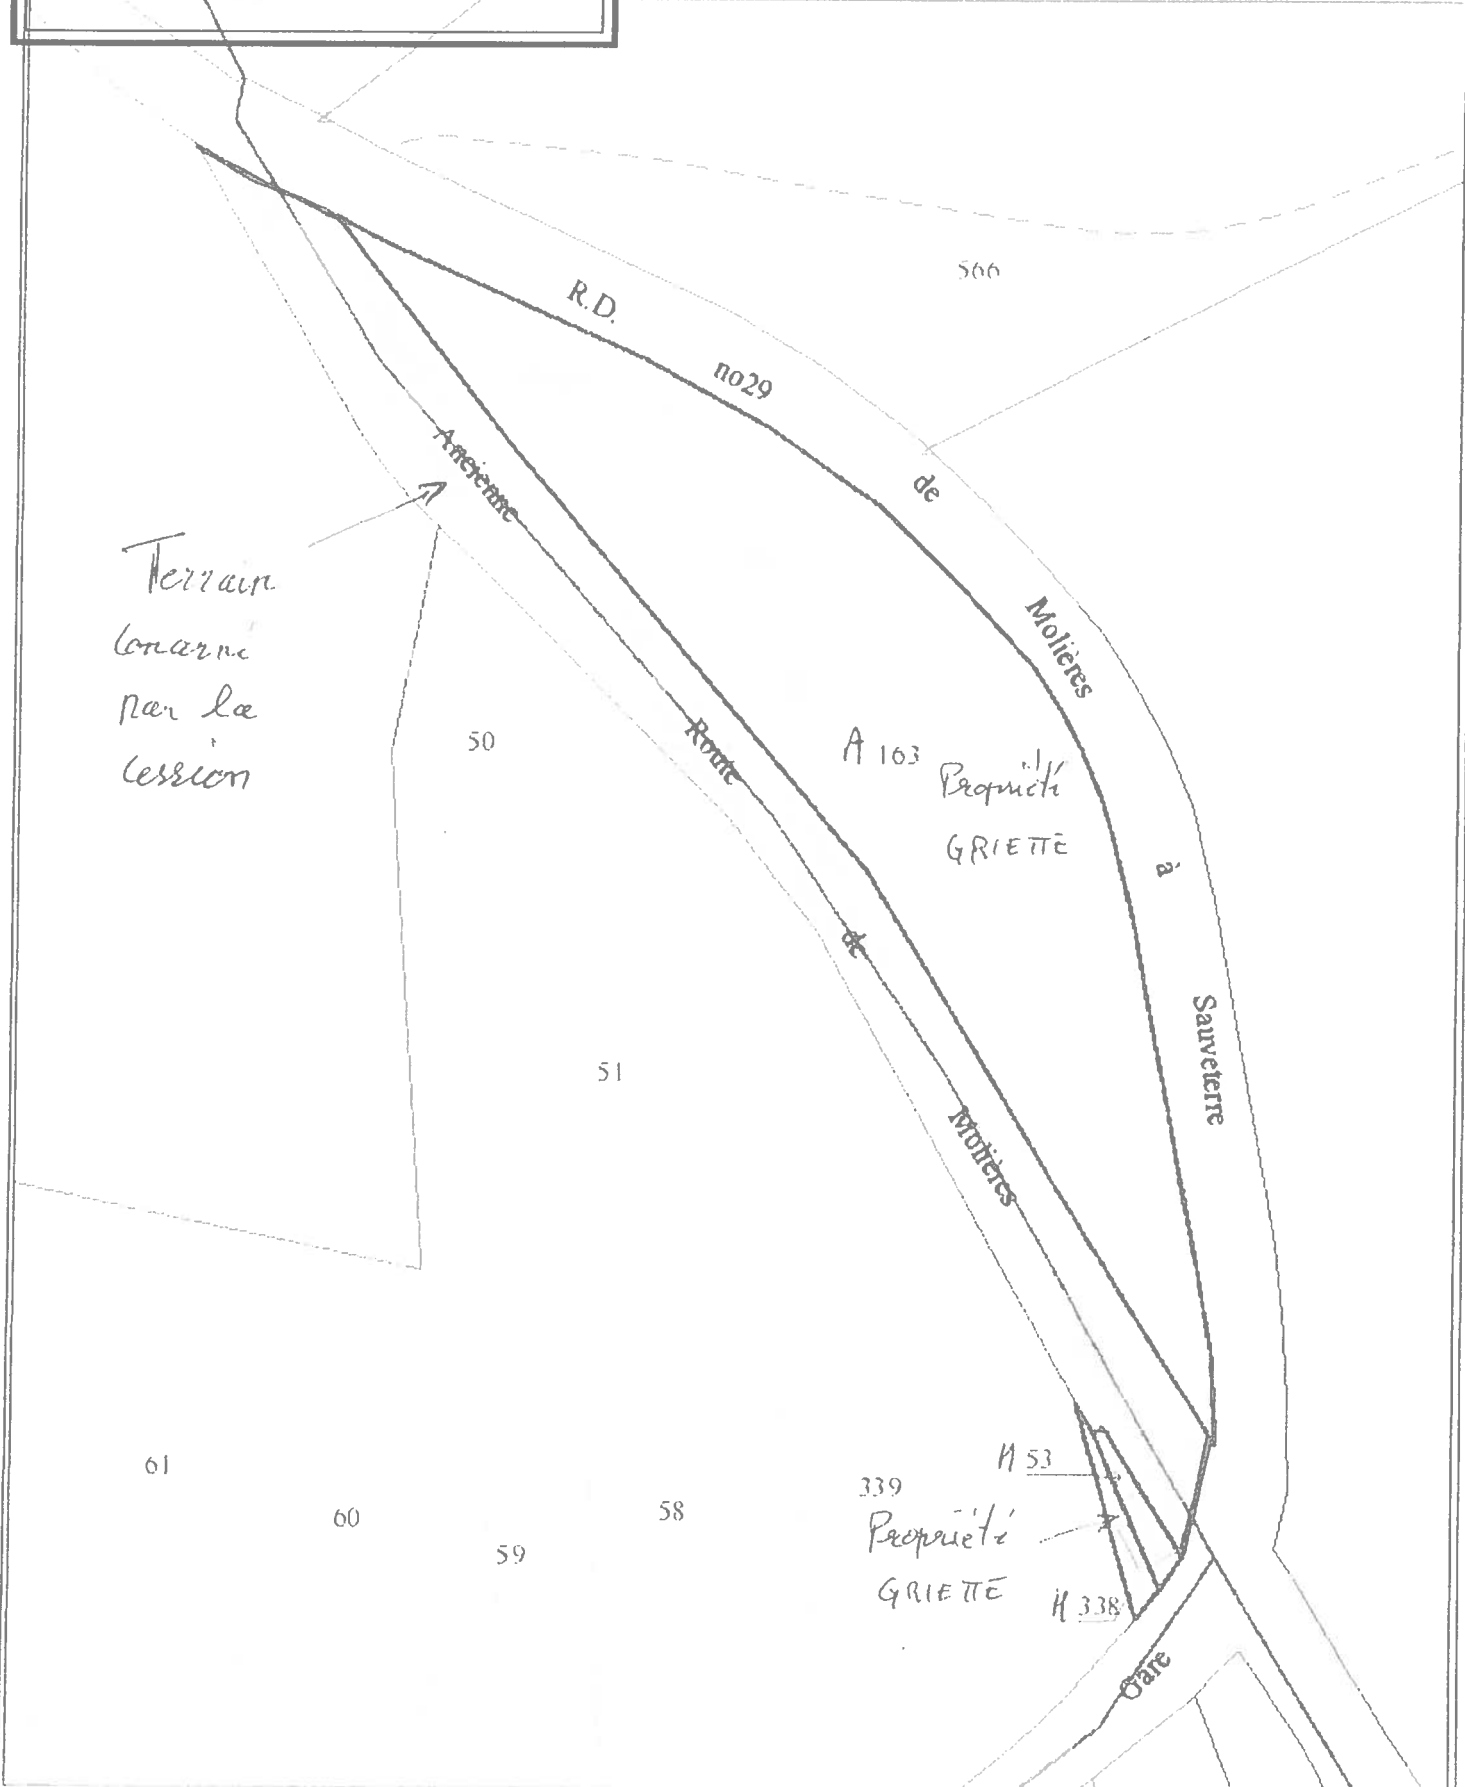 566
R.D.
no29
de
Molières
à
Sauveterre
Ancienne
Route
de
Molières
Terrain
concerné
par la
cession
50
A 163
Propriété
GRIETTE
51
61
60
59
58
339
H 53
Propriété
GRIETTE
H 338
Gare